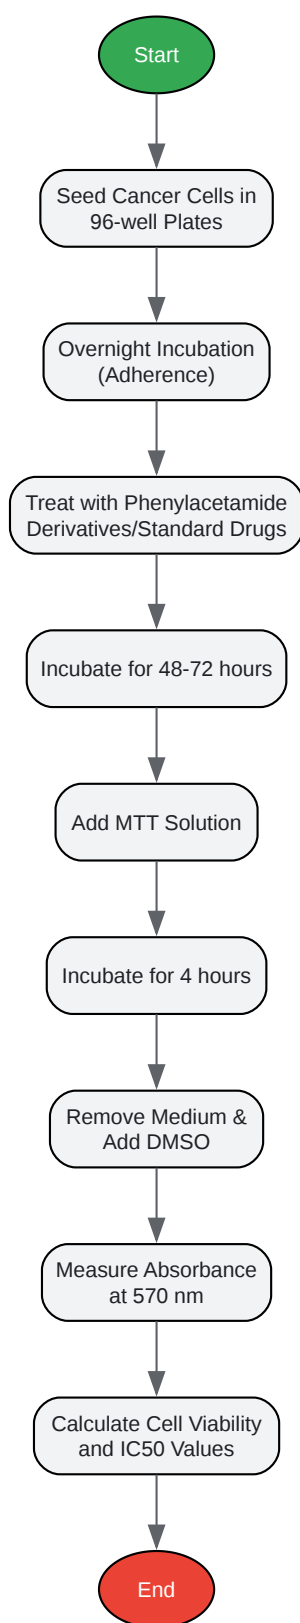 Start
Seed Cancer Cells in
96-well Plates
Overnight Incubation
(Adherence)
Treat with Phenylacetamide
Derivatives/Standard Drugs
Incubate for 48-72 hours
Add MTT Solution
Incubate for 4 hours
Remove Medium &
Add DMSO
Measure Absorbance
at 570 nm
Calculate Cell Viability
and IC50 Values
End